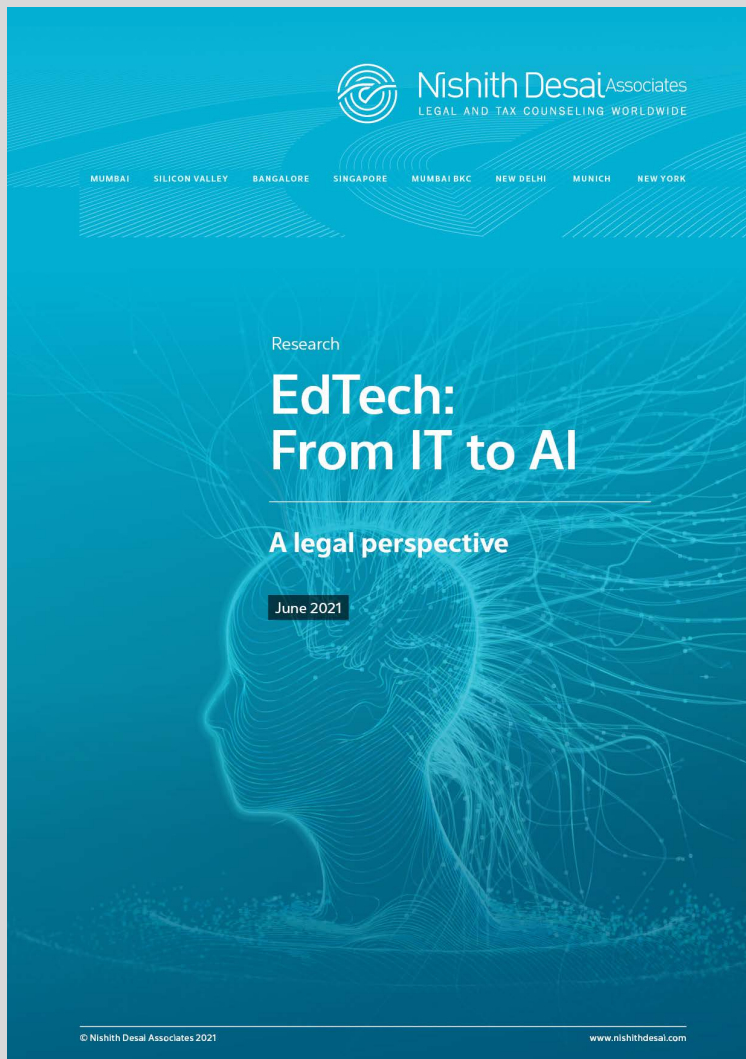 Nishith Desai Associates
LEGAL AND TAX COUNSELING WORLDWIDE
MUMBAI SILICON VALLEY BANGALORE SINGAPORE MUMBAI BKC NEW DELHI MUNICH NEW YORK
Research
EdTech:
From IT to AI
A legal perspective
June 2021
© Nishith Desai Associates 2021 www.nishithdesai.com